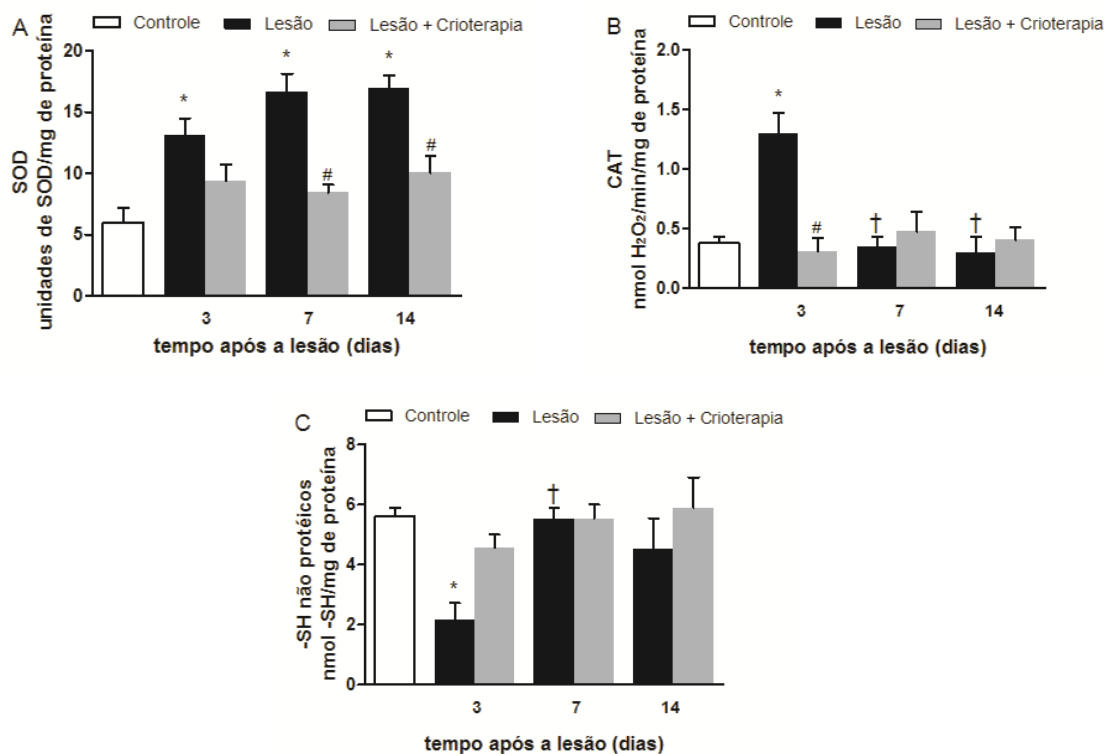 A
Controle Lesão Lesão + Crioterapia
SOD
unidades de SOD/mg de proteína
20
15
10
5
0
* * *
# #
3 7 14
tempo após a lesão (dias)
B
Controle Lesão Lesão + Crioterapia
CAT
nmol H₂O₂/min/mg de proteína
2.0
1.5
1.0
0.5
0.0
*
# † †
3 7 14
tempo após a lesão (dias)
C
Controle Lesão Lesão + Crioterapia
-SH não protéicos
nmol -SH/mg de proteína
8
6
4
2
0
†
*
3 7 14
tempo após a lesão (dias)